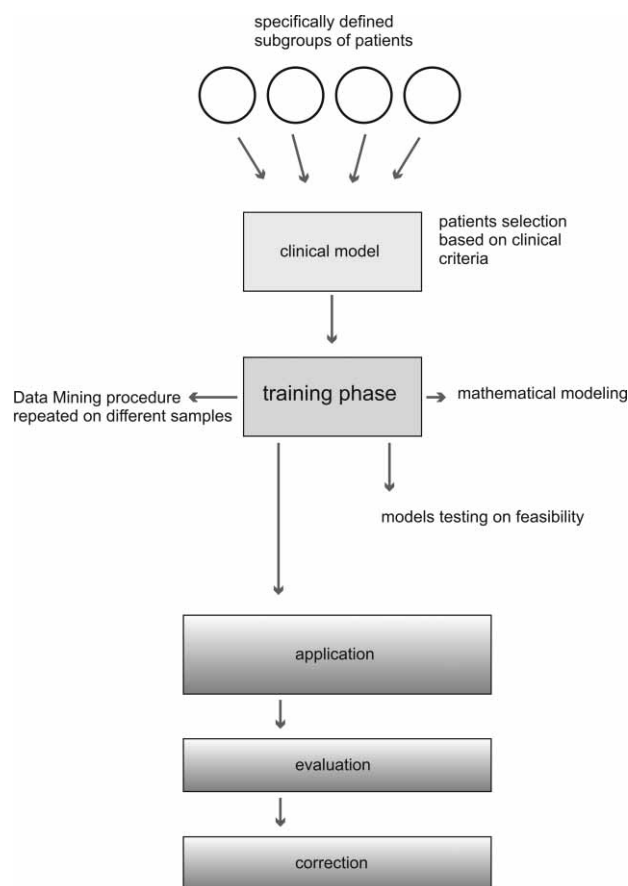 specifically defined
subgroups of patients
clinical model
patients selection
based on clinical
criteria
training phase
Data Mining procedure
repeated on different samples
mathematical modeling
models testing on feasibility
application
evaluation
correction